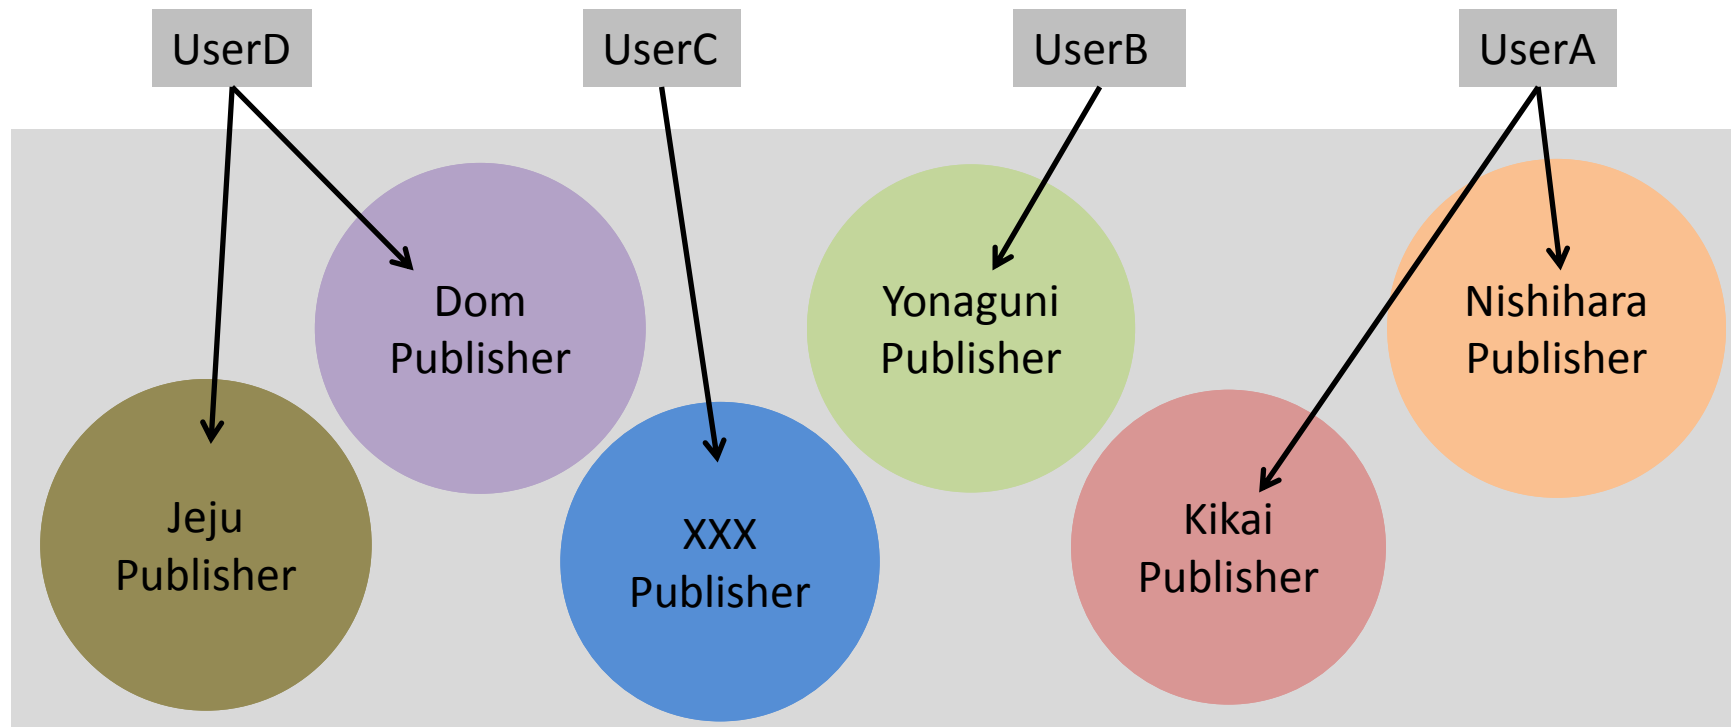 UserD
UserC
UserB
UserA
Dom
Publisher
Yonaguni
Publisher
Nishihara
Publisher
Jeju
Publisher
XXX
Publisher
Kikai
Publisher